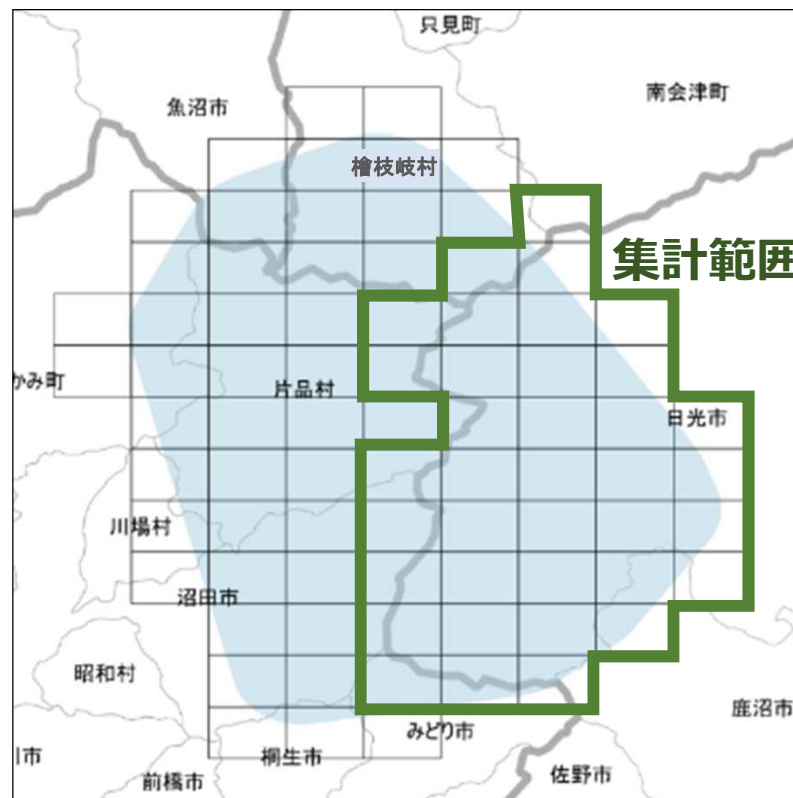 只見町
南会津町
魚沼市
檜枝岐村
集計範囲
かみ町
片品村
日光市
川場村
沼田市
昭和村
鹿沼市
みどり市
川市
桐生市
前橋市
佐野市